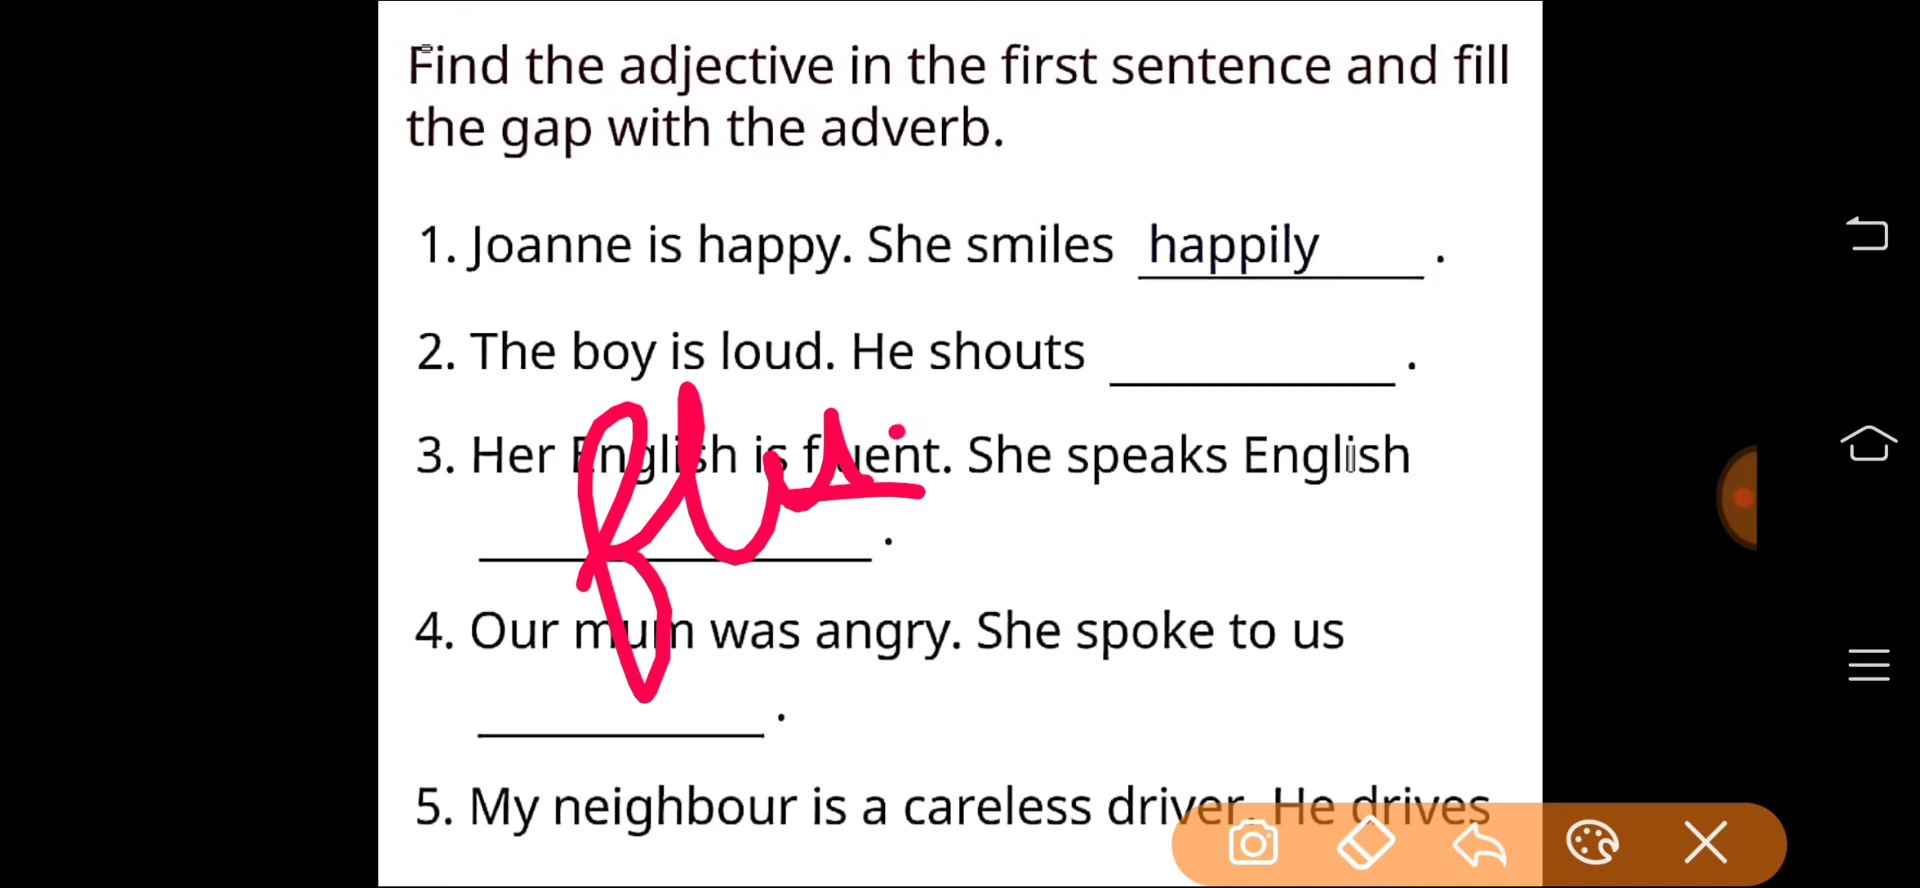 Find the adjective in the first sentence and fill
the gap with the adverb.
1. Joanne is happy. She smiles happily .
2. The boy is loud. He shouts .
3. Her English is fluent. She speaks English
.
4. Our mum was angry. She spoke to us
.
5. My neighbour is a careless driver. He drives